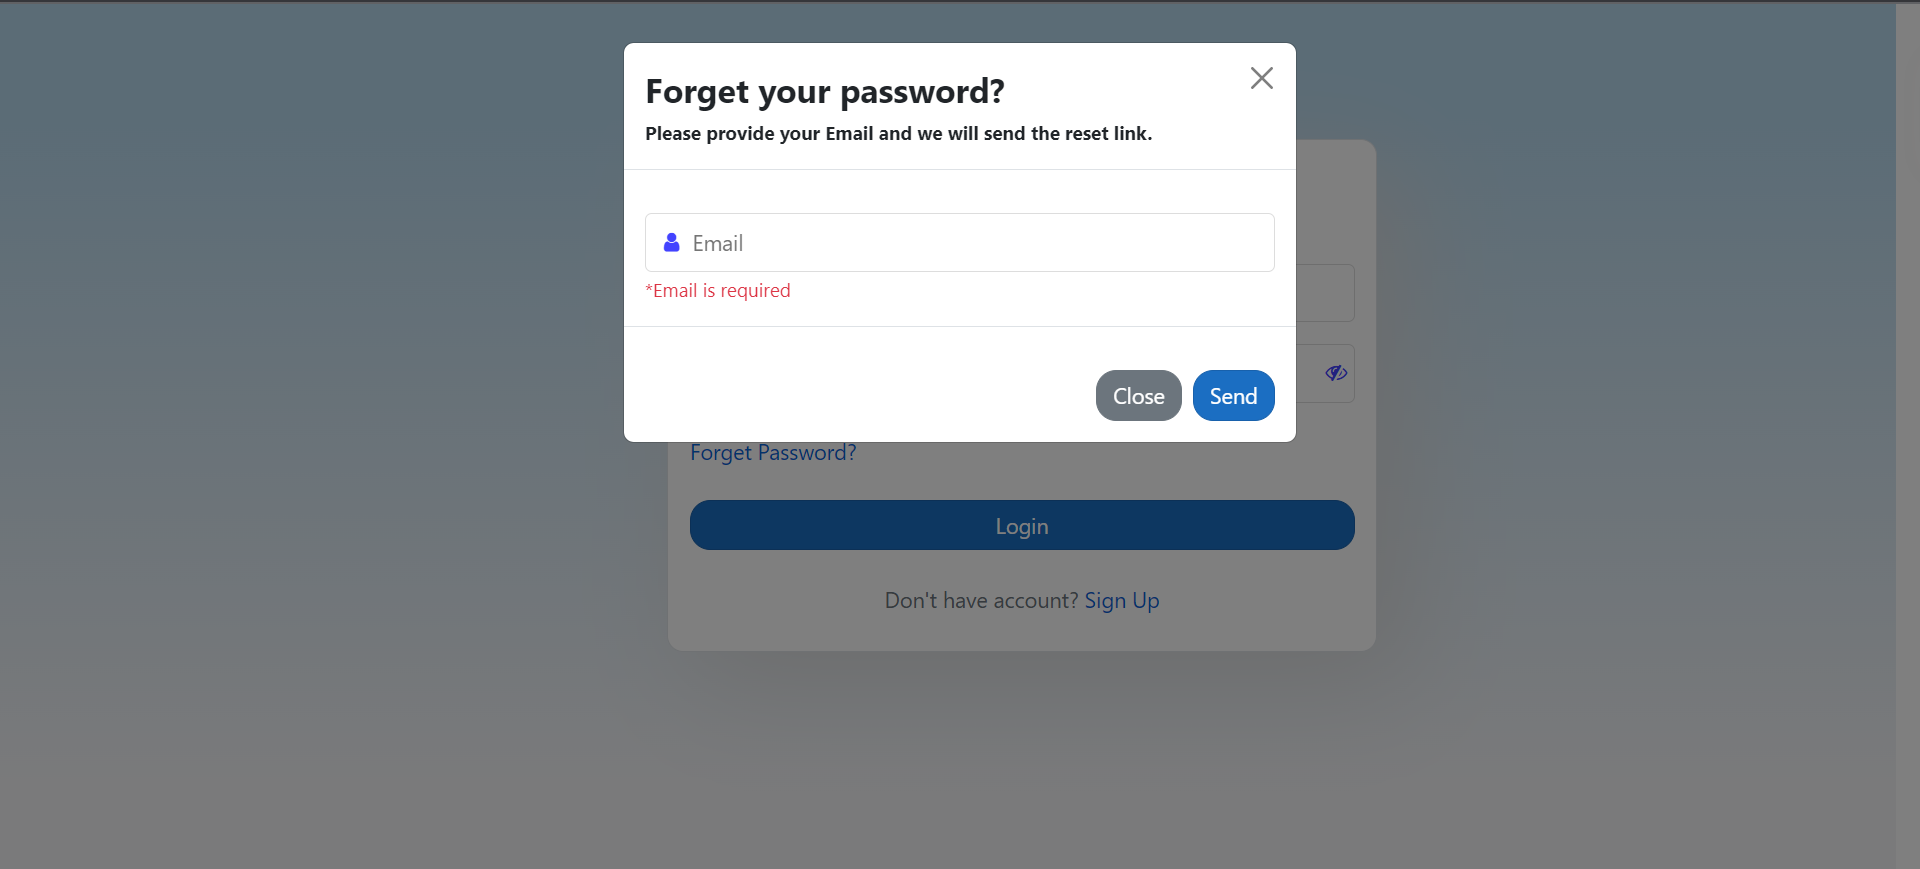 Forget your password?
Please provide your Email and we will send the reset link.
Email
*Email is required
Close
Send
Forget Password?
Login
Don't have account? Sign Up